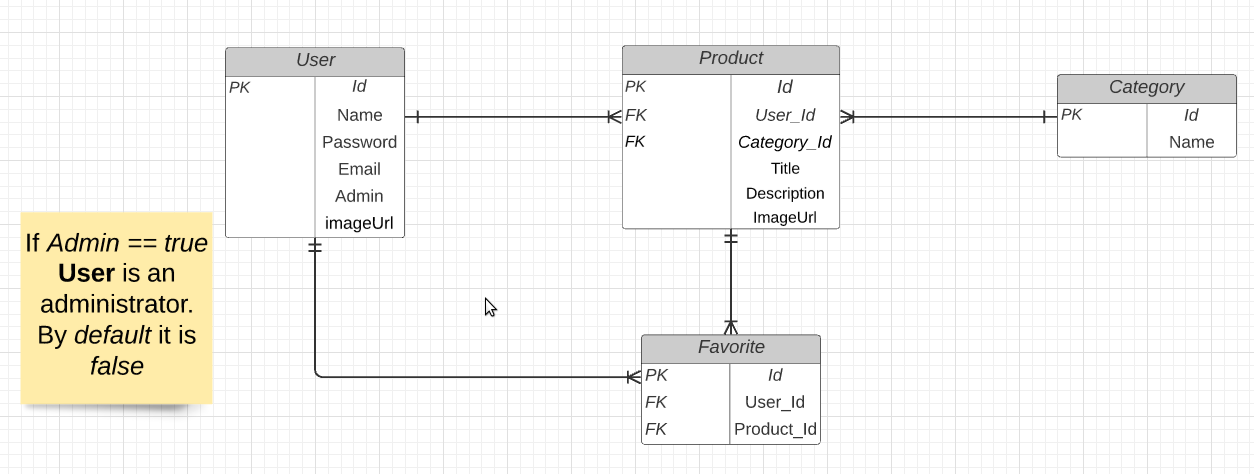 User
PK Id
Name
Password
Email
Admin
imageUrl
Product
PK Id
FK User_Id
FK Category_Id
Title
Description
ImageUrl
Category
PK Id
Name
If Admin == true
User is an
administrator.
By default it is
false
Favorite
PK Id
FK User_Id
FK Product_Id